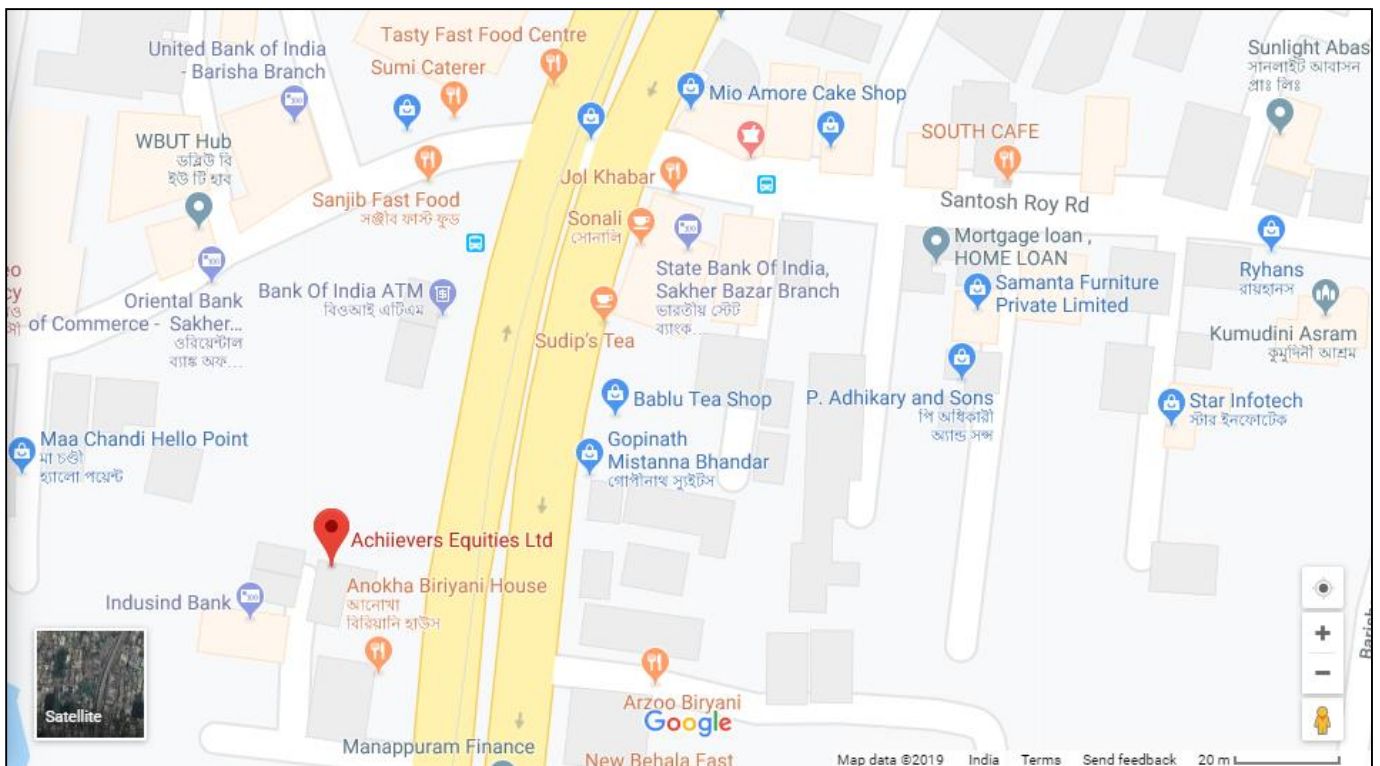 Tasty Fast Food Centre
United Bank of India
- Barisha Branch
Sumi Caterer
Mio Amore Cake Shop
Sunlight Abas
সানলাইট আবাসন
প্রাঃ লিঃ
WBUT Hub
ডব্লিউ বি
ইউ টি হাব
SOUTH CAFE
Jol Khabar
Sanjib Fast Food
সঞ্জীব ফাস্ট ফুড
Santosh Roy Rd
Sonali
সোনালি
Mortgage loan ,
HOME LOAN
State Bank Of India,
Sakher Bazar Branch
ভারতীয় স্টেট
ব্যাংক...
Ryhans
রায়হানস
Samanta Furniture
Private Limited
Bank Of India ATM
বিওআই এটিএম
Oriental Bank
of Commerce - Sakher...
ওরিয়েন্টাল
ব্যাঙ্ক অফ...
Sudip's Tea
Kumudini Asram
কুমুদিনী আশ্রম
Bablu Tea Shop
P. Adhikary and Sons
পি অধিকারী
অ্যান্ড সন্স
Star Infotech
স্টার ইনফোটেক
Maa Chandi Hello Point
মা চণ্ডী
হ্যালো পয়েন্ট
Gopinath
Mistanna Bhandar
গোপীনাথ স্যুইটস
Achiievers Equities Ltd
Anokha Biriyani House
আনোখা
বিরিয়ানি হাউস
Indusind Bank
Satellite
Arzoo Biryani
Google
Manappuram Finance
New Behala Fast
Map data ©2019 India Terms Send feedback 20 m